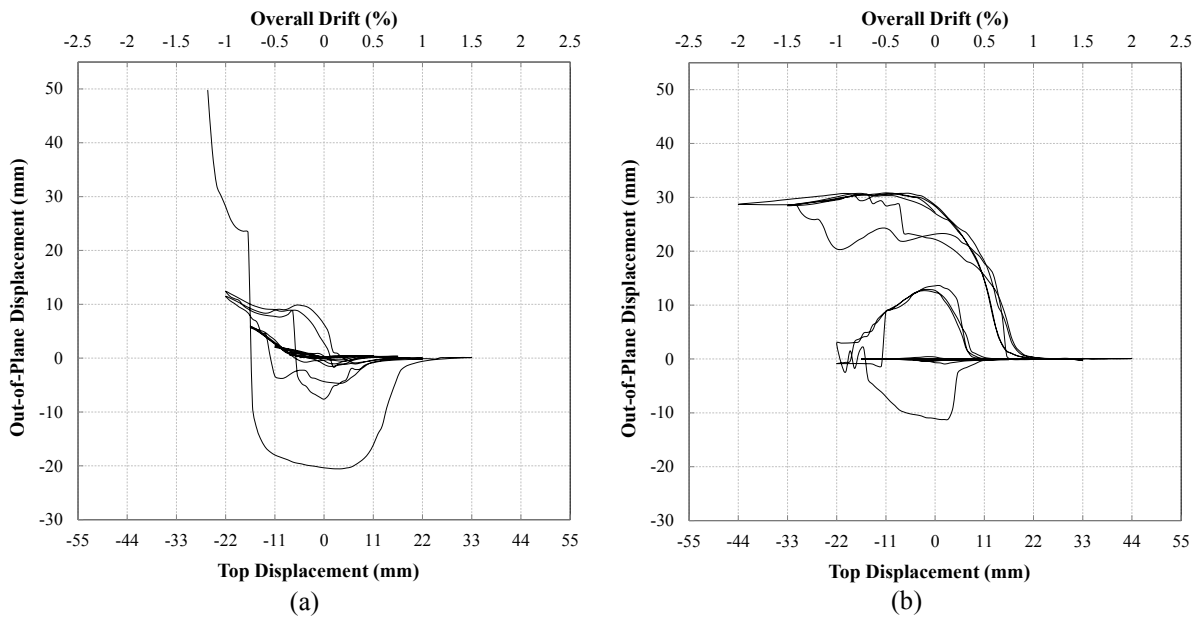 Overall Drift (%)
-2.5 -2 -1.5 -1 -0.5 0 0.5 1 1.5 2 2.5
50
40
30
20
10
0
-10
-20
-30
Out-of-Plane Displacement (mm)
-55 -44 -33 -22 -11 0 11 22 33 44 55
Top Displacement (mm)
(a)
Overall Drift (%)
-2.5 -2 -1.5 -1 -0.5 0 0.5 1 1.5 2 2.5
50
40
30
20
10
0
-10
-20
-30
Out-of-Plane Displacement (mm)
-55 -44 -33 -22 -11 0 11 22 33 44 55
Top Displacement (mm)
(b)